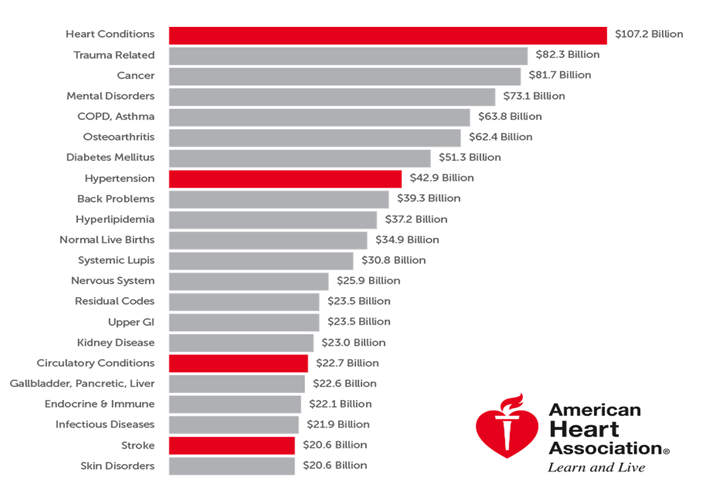 Heart Conditions $107.2 Billion
Trauma Related $82.3 Billion
Cancer $81.7 Billion
Mental Disorders $73.1 Billion
COPD, Asthma $63.8 Billion
Osteoarthritis $62.4 Billion
Diabetes Mellitus $51.3 Billion
Hypertension $42.9 Billion
Back Problems $39.3 Billion
Hyperlipidemia $37.2 Billion
Normal Live Births $34.9 Billion
Systemic Lupis $30.8 Billion
Nervous System $25.9 Billion
Residual Codes $23.5 Billion
Upper GI $23.5 Billion
Kidney Disease $23.0 Billion
Circulatory Conditions $22.7 Billion
Gallbladder, Pancretic, Liver $22.6 Billion
Endocrine & Immune $22.1 Billion
Infectious Diseases $21.9 Billion
Stroke $20.6 Billion
Skin Disorders $20.6 Billion
American
Heart
Association®
Learn and Live